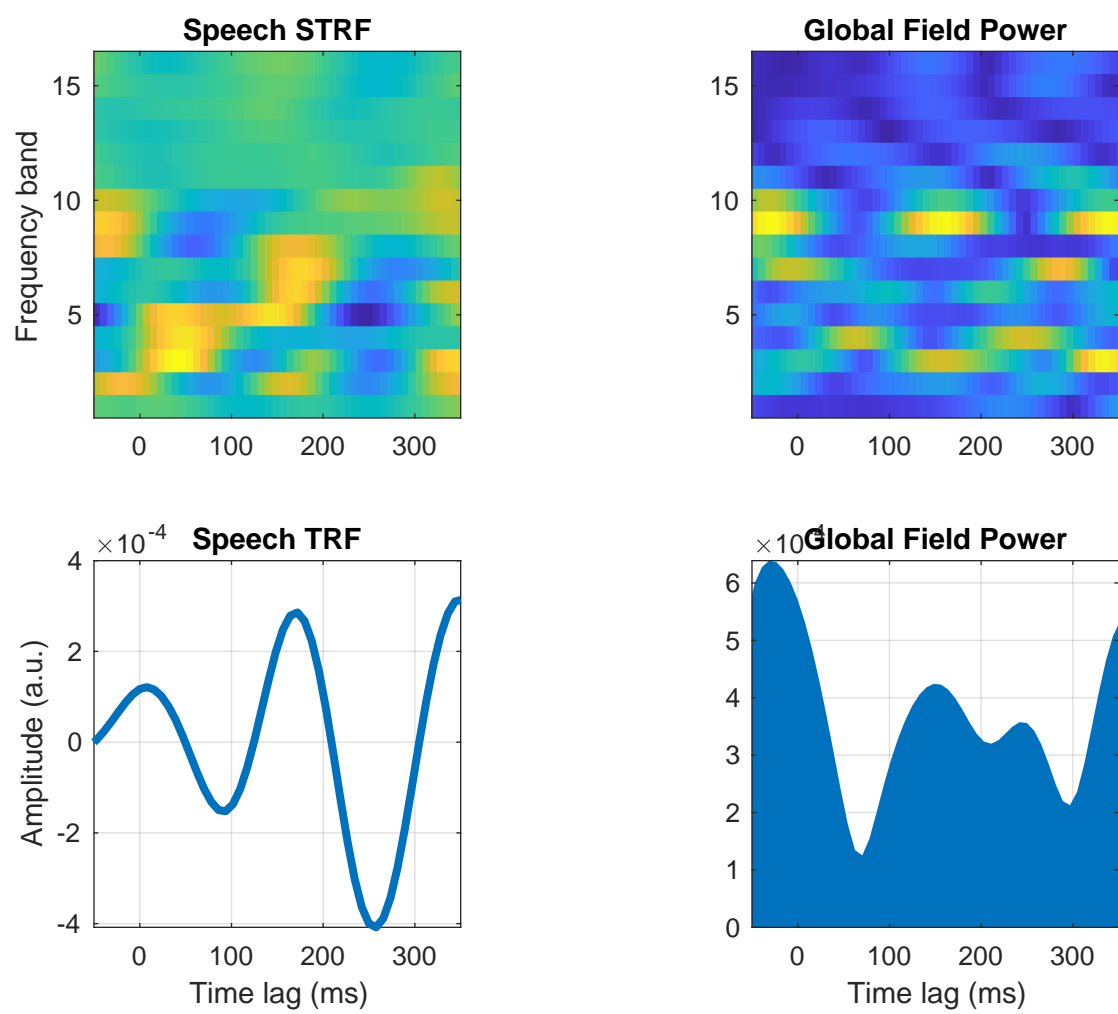 Speech STRF
Frequency band
15
10
5
0 100 200 300
Global Field Power
15
10
5
0 100 200 300
Speech TRF
×10-4
Amplitude (a.u.)
4
2
0
-2
-4
0 100 200 300
Time lag (ms)
Global Field Power
×10-4
6
5
4
3
2
1
0
0 100 200 300
Time lag (ms)